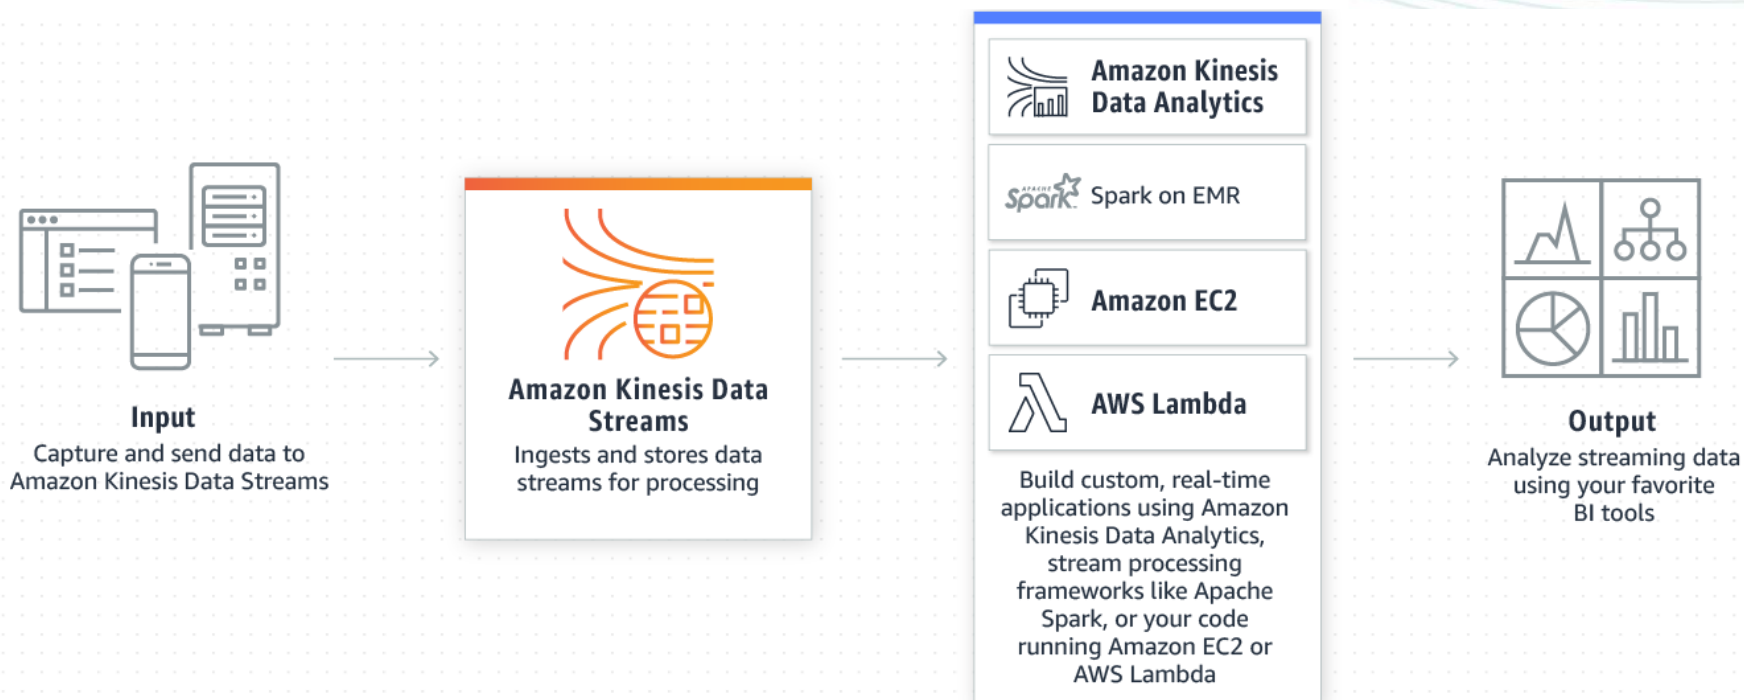 Input
Capture and send data to
Amazon Kinesis Data Streams
Amazon Kinesis Data
Streams
Ingests and stores data
streams for processing
Amazon Kinesis
Data Analytics
APACHE
Spark
Spark on EMR
Amazon EC2
AWS Lambda
Build custom, real-time
applications using Amazon
Kinesis Data Analytics,
stream processing
frameworks like Apache
Spark, or your code
running Amazon EC2 or
AWS Lambda
Output
Analyze streaming data
using your favorite
BI tools